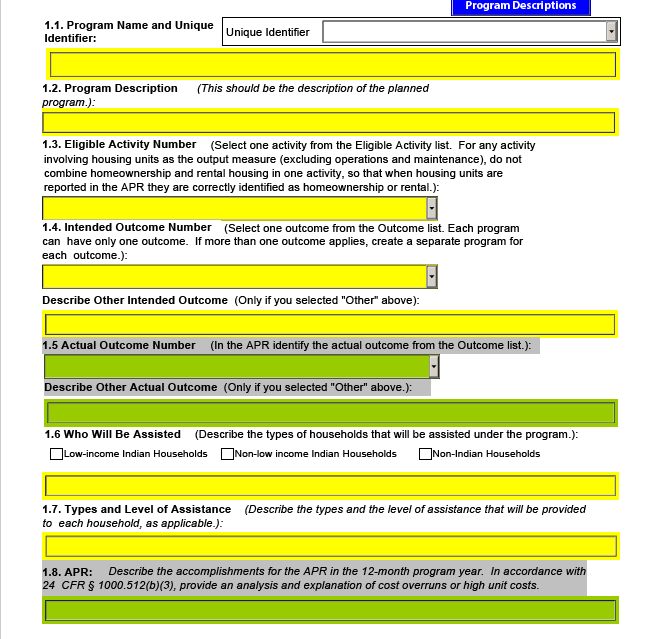 Program Descriptions
1.1. Program Name and Unique
Identifier:
Unique Identifier
1.2. Program Description (This should be the description of the planned
program.):
1.3. Eligible Activity Number (Select one activity from the Eligible Activity list. For any activity
involving housing units as the output measure (excluding operations and maintenance), do not
combine homeownership and rental housing in one activity, so that when housing units are
reported in the APR they are correctly identified as homeownership or rental.):
1.4. Intended Outcome Number (Select one outcome from the Outcome list. Each program
can have only one outcome. If more than one outcome applies, create a separate program for
each outcome.):
Describe Other Intended Outcome (Only if you selected "Other" above):
1.5 Actual Outcome Number (In the APR identify the actual outcome from the Outcome list.):
Describe Other Actual Outcome (Only if you selected "Other" above.):
1.6 Who Will Be Assisted (Describe the types of households that will be assisted under the program.):
Low-income Indian Households Non-low income Indian Households Non-Indian Households
1.7. Types and Level of Assistance (Describe the types and the level of assistance that will be provided
to each household, as applicable.):
1.8. APR: Describe the accomplishments for the APR in the 12-month program year. In accordance with
24 CFR § 1000.512(b)(3), provide an analysis and explanation of cost overruns or high unit costs.